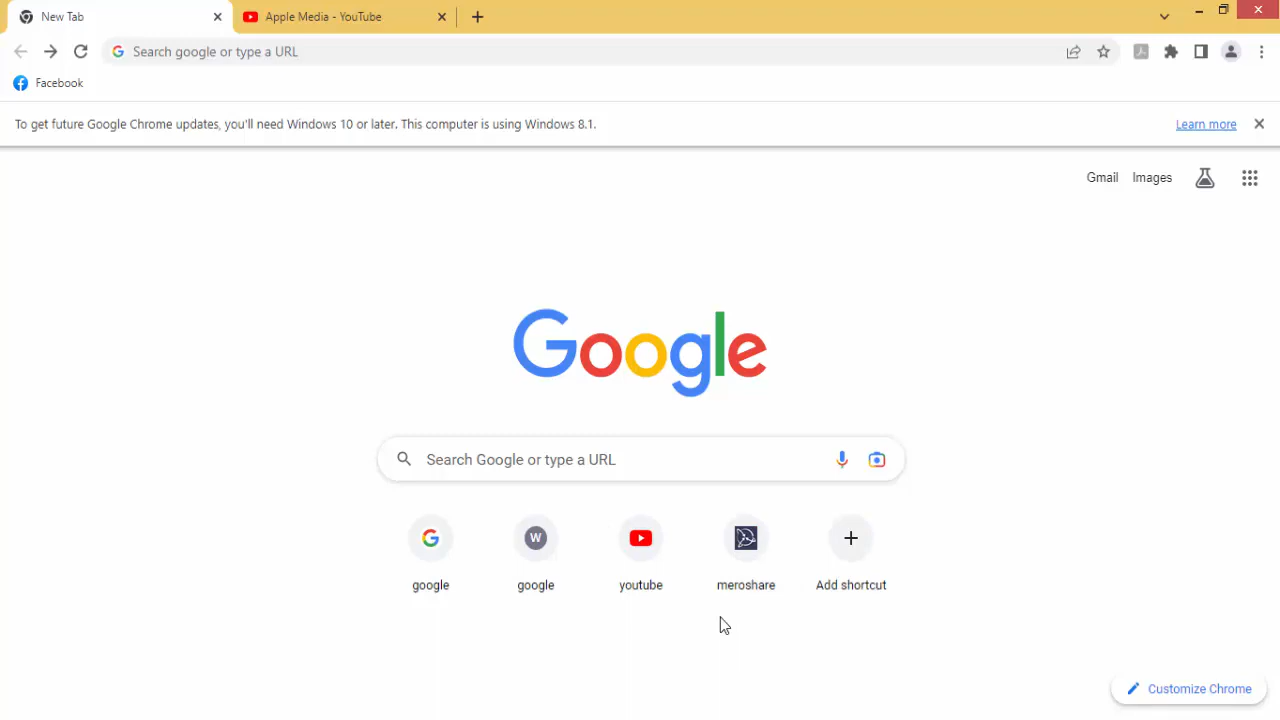 New Tab
Apple Media - YouTube
Search google or type a URL
Facebook
To get future Google Chrome updates, you'll need Windows 10 or later. This computer is using Windows 8.1.
Learn more
Gmail
Images
Google
Search Google or type a URL
W
google
google
youtube
meroshare
Add shortcut
Customize Chrome